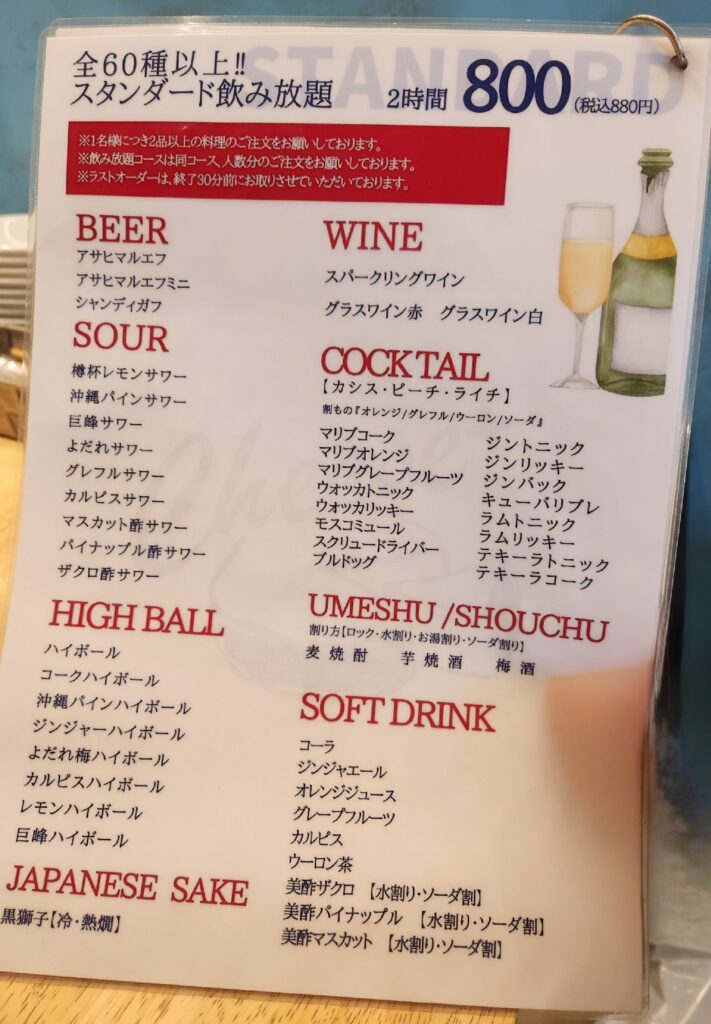 STANDARD
全60種以上!!
スタンダード飲み放題 2時間 800(税込880円)
※1名様につき2品以上の料理のご注文をお願いしております。
※飲み放題コースは同コース、人数分のご注文をお願いしております。
※ラストオーダーは、終了30分前にお取りさせていただいております。
BEER
アサヒマルエフ
アサヒマルエフミニ
シャンディガフ
SOUR
樽杯レモンサワー
沖縄パインサワー
巨峰サワー
よだれサワー
グレフルサワー
カルピスサワー
マスカット酢サワー
パイナップル酢サワー
ザクロ酢サワー
HIGH BALL
ハイボール
コークハイボール
沖縄パインハイボール
ジンジャーハイボール
よだれ梅ハイボール
カルピスハイボール
レモンハイボール
巨峰ハイボール
JAPANESE SAKE
黒獅子【冷・熱燗】
WINE
スパークリングワイン
グラスワイン赤 グラスワイン白
COCKTAIL
【カシス・ピーチ・ライチ】
割もの『オレンジ/グレフル/ウーロン/ソーダ』
マリブコーク
マリブオレンジ
マリブグレープフルーツ
ウォッカトニック
ウォッカリッキー
モスコミュール
スクリュードライバー
ブルドッグ
ジントニック
ジンリッキー
ジンバック
キューバリブレ
ラムトニック
ラムリッキー
テキーラトニック
テキーラコーク
UMESHU /SHOUCHU
割り方【ロック・水割り・お湯割り・ソーダ割り】
麦焼酎 芋焼酒 梅酒
SOFT DRINK
コーラ
ジンジャエール
オレンジジュース
グレープフルーツ
カルピス
ウーロン茶
美酢ザクロ 【水割り・ソーダ割】
美酢パイナップル 【水割り・ソーダ割】
美酢マスカット 【水割り・ソーダ割】